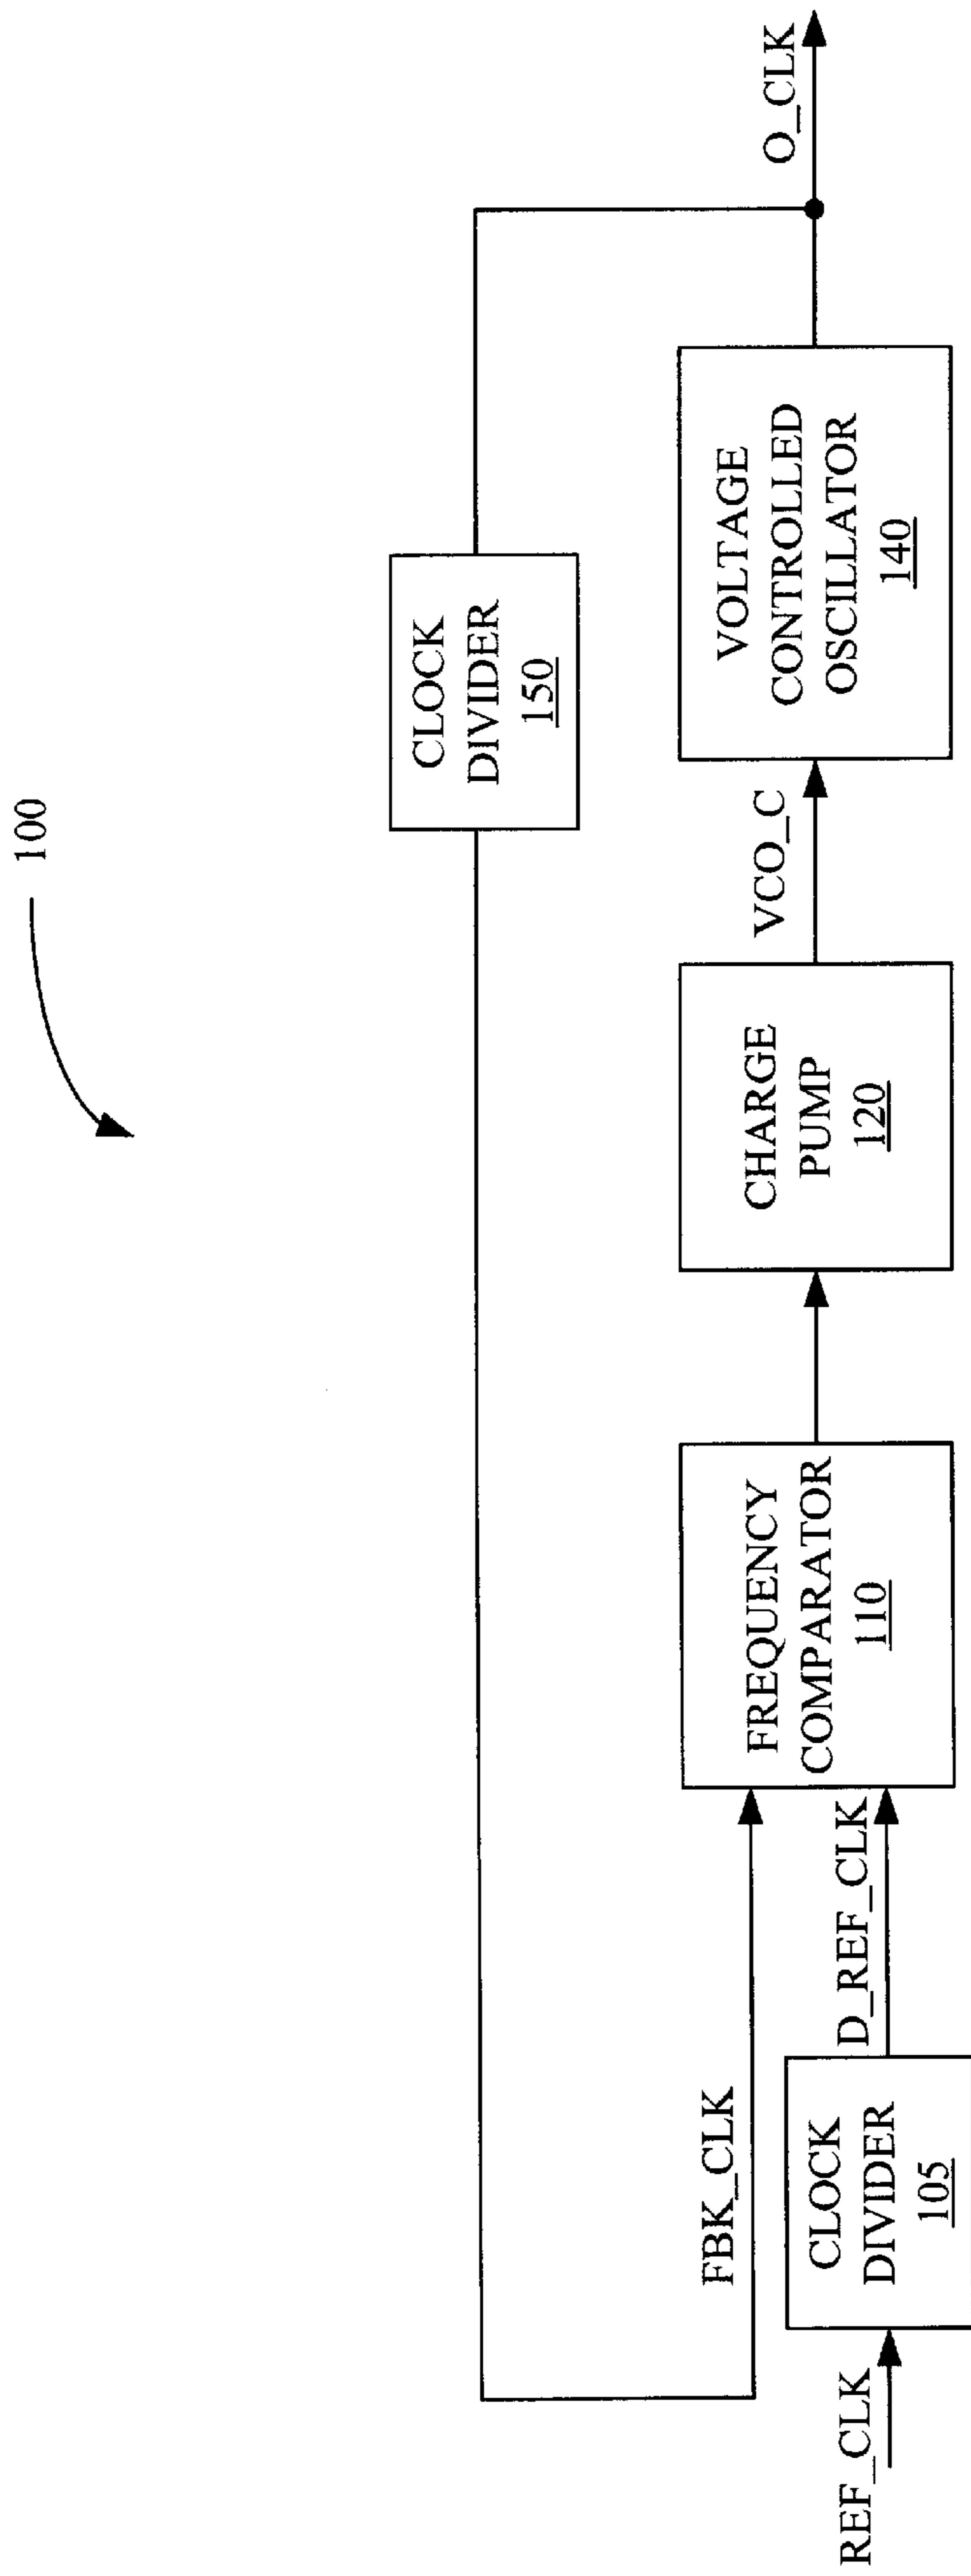 100
CLOCK
DIVIDER
150
REF_CLK
CLOCK
DIVIDER
105
FBK_CLK
D_REF_CLK
FREQUENCY
COMPARATOR
110
CHARGE
PUMP
120
VCO_C
VOLTAGE
CONTROLLED
OSCILLATOR
140
O_CLK